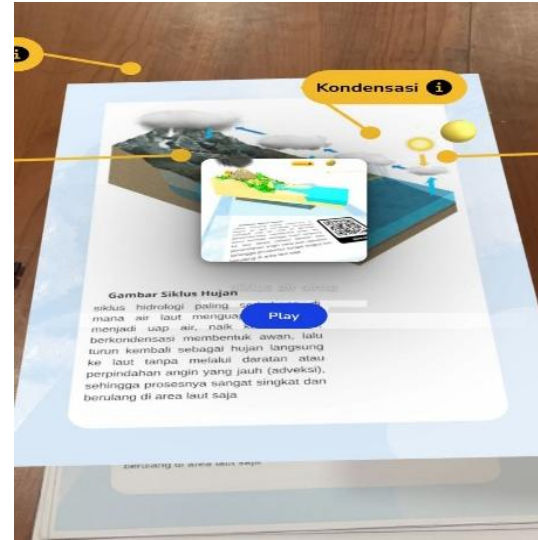 Kondensasi
Gambar Siklus Hujan
siklus hidrologi paling
mana air laut
menjadi uap air, naik
berkondensasi membentuk awan, lalu
turun kembali sebagai hujan langsung
ke laut tanpa melalui daratan atau
perpindahan angin yang jauh (adveksi),
sehingga prosesnya sangat singkat dan
berulang di area laut saja
Play
berulang di area laut saja